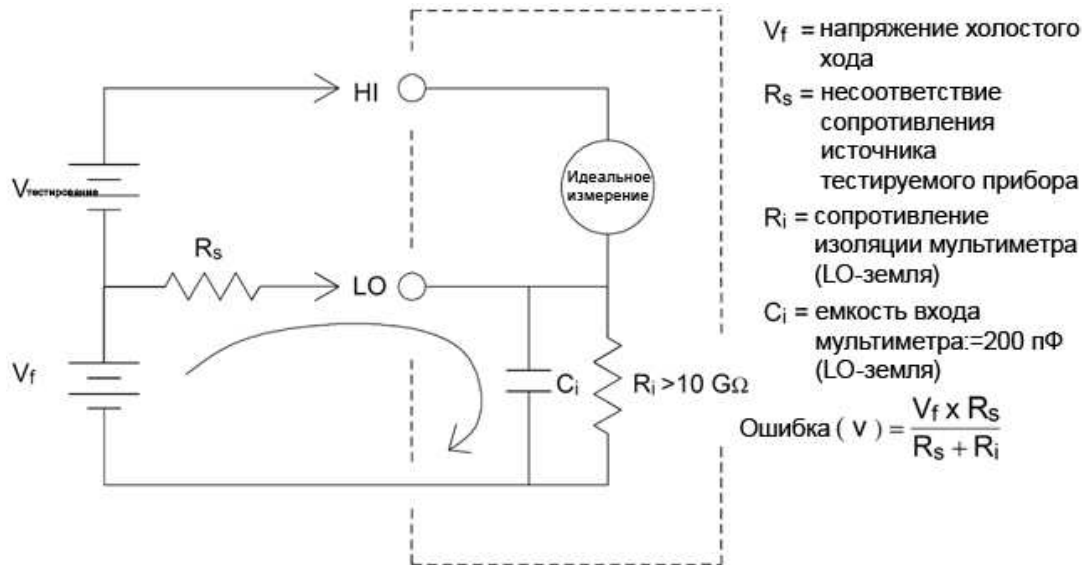 HI
Идеальное
измерение
Vтестирование
Rs
LO
Vf
Ci
Ri >10 GΩ
Vf = напряжение холостого
хода
Rs = несоответствие
сопротивления
источника
тестируемого прибора
Ri = сопротивление
изоляции мультиметра
(LO-земля)
Ci = емкость входа
мультиметра:=200 пФ
(LO-земля)
Ошибка ( V ) = Vf x Rs
Rs + Ri